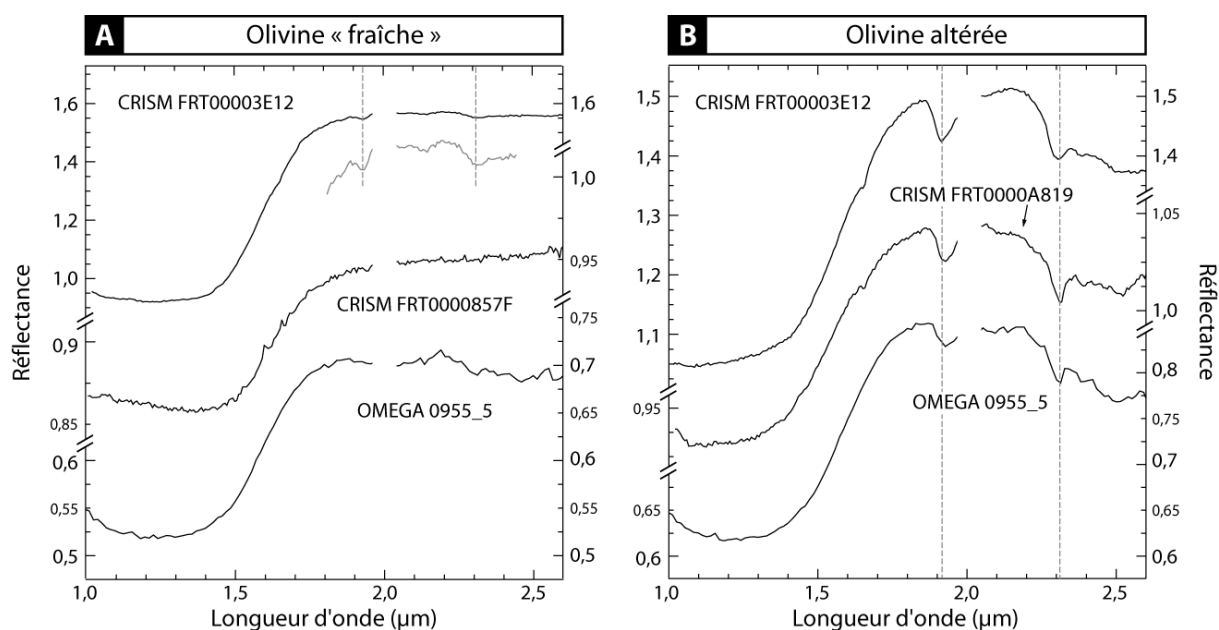 A Olivine « fraîche »
CRISM FRT00003E12
CRISM FRT0000857F
OMEGA 0955_5
Réflectance
1,6
1,4
1,2
1,0
0,9
0,85
0,6
0,55
0,5
1,6
1,0
0,95
0,75
0,7
0,65
0,6
0,55
0,5
1,0 1,5 2,0 2,5
Longueur d'onde (µm)
B Olivine altérée
CRISM FRT00003E12
CRISM FRT0000A819
OMEGA 0955_5
1,5
1,4
1,3
1,2
1,1
0,95
0,65
0,6
1,5
1,4
1,05
1,0
0,8
0,75
0,7
0,65
0,6
Réflectance
1,0 1,5 2,0 2,5
Longueur d'onde (µm)